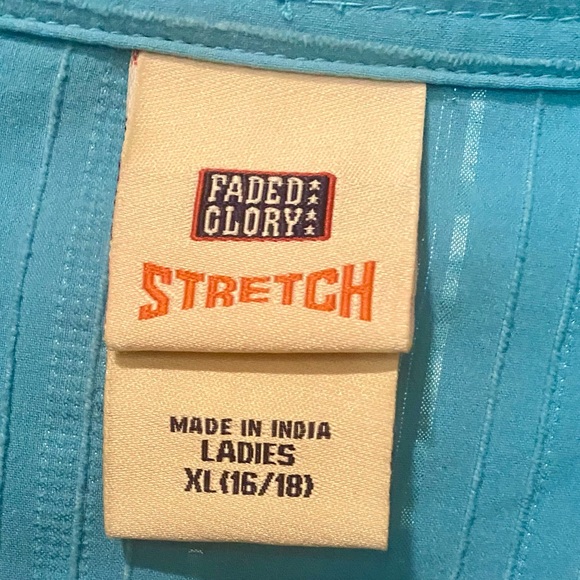 FADED
GLORY
STRETCH
MADE IN INDIA
LADIES
XL(16/18)